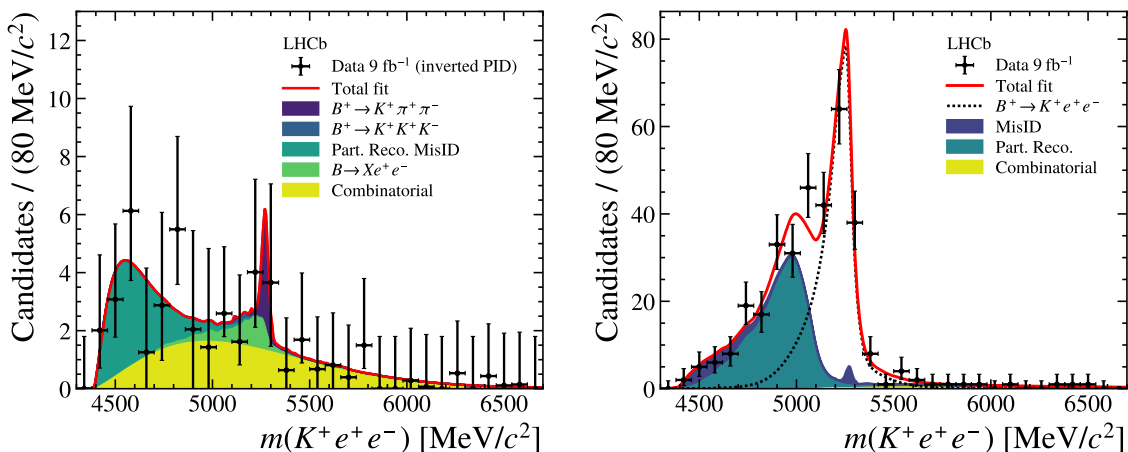 LHCb
Data 9 fb⁻¹ (inverted PID)
Total fit
B⁺→K⁺π⁺π⁻
B⁺→K⁺K⁺K⁻
Part. Reco. MisID
B→Xe⁺e⁻
Combinatorial
Candidates / (80 MeV/c²)
12
10
8
6
4
2
0
4500 5000 5500 6000 6500
m(K⁺e⁺e⁻) [MeV/c²]
LHCb
Data 9 fb⁻¹
Total fit
B⁺→K⁺e⁺e⁻
MisID
Part. Reco.
Combinatorial
Candidates / (80 MeV/c²)
80
60
40
20
0
4500 5000 5500 6000 6500
m(K⁺e⁺e⁻) [MeV/c²]